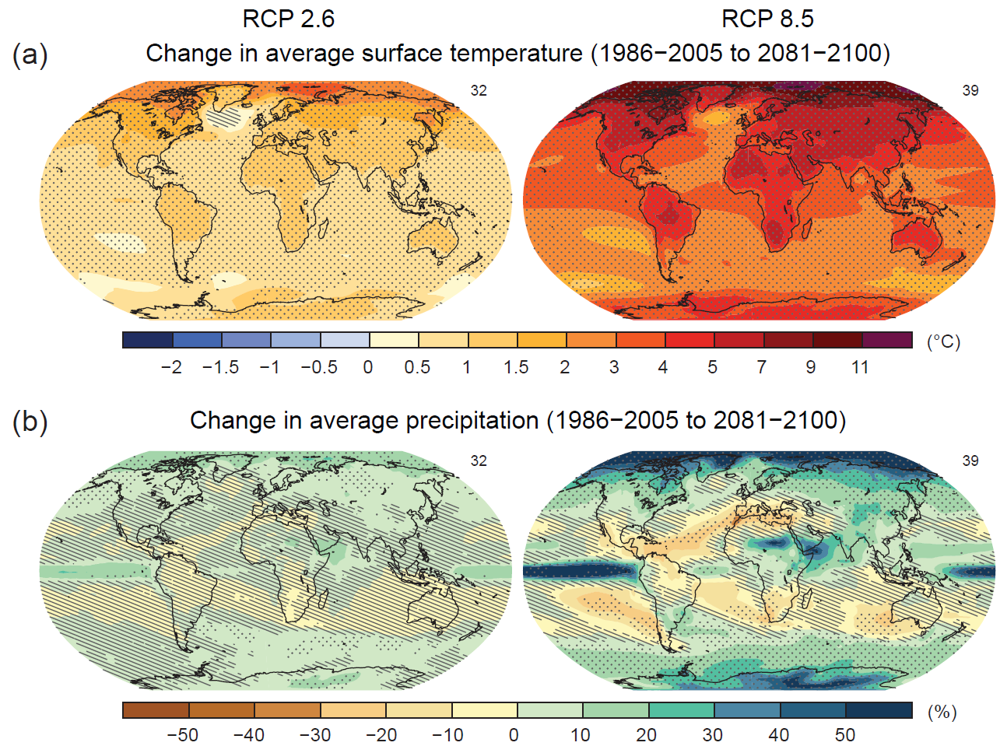 RCP 2.6 RCP 8.5
(a) Change in average surface temperature (1986−2005 to 2081−2100)
32 39
−2 −1.5 −1 −0.5 0 0.5 1 1.5 2 3 4 5 7 9 11 (°C)
(b) Change in average precipitation (1986−2005 to 2081−2100)
32 39
−50 −40 −30 −20 −10 0 10 20 30 40 50 (%)